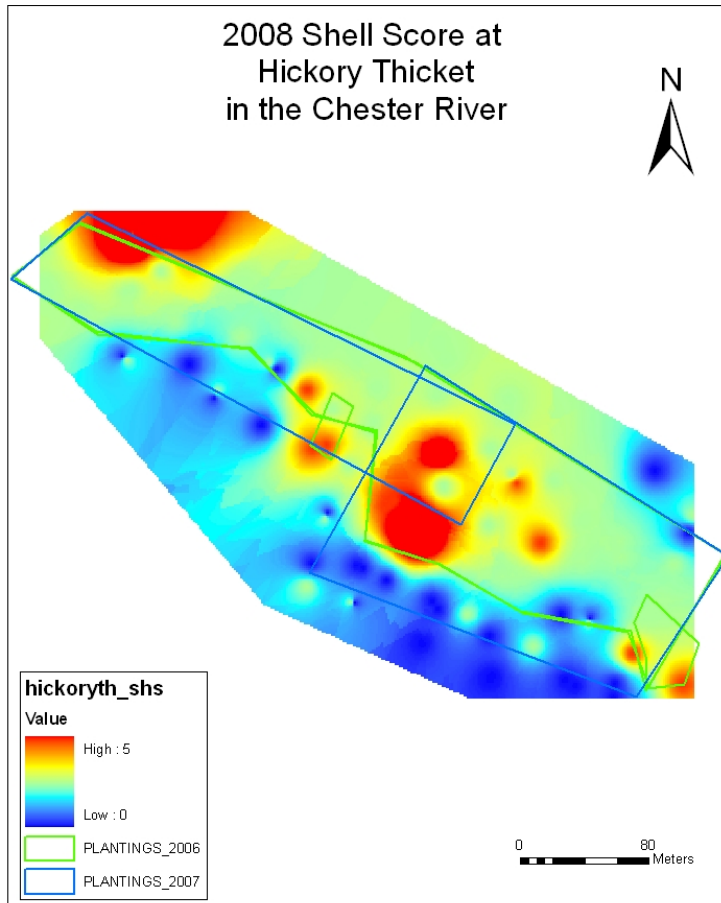 2008 Shell Score at
Hickory Thicket
in the Chester River
N
hickoryth_shs
Value
High : 5
Low : 0
PLANTINGS_2006
PLANTINGS_2007
0 80
Meters